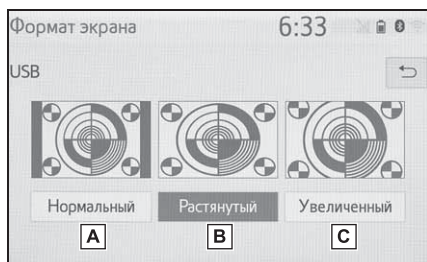 Формат экрана 6:33
USB
Нормальный Растянутый Увеличенный
A B C